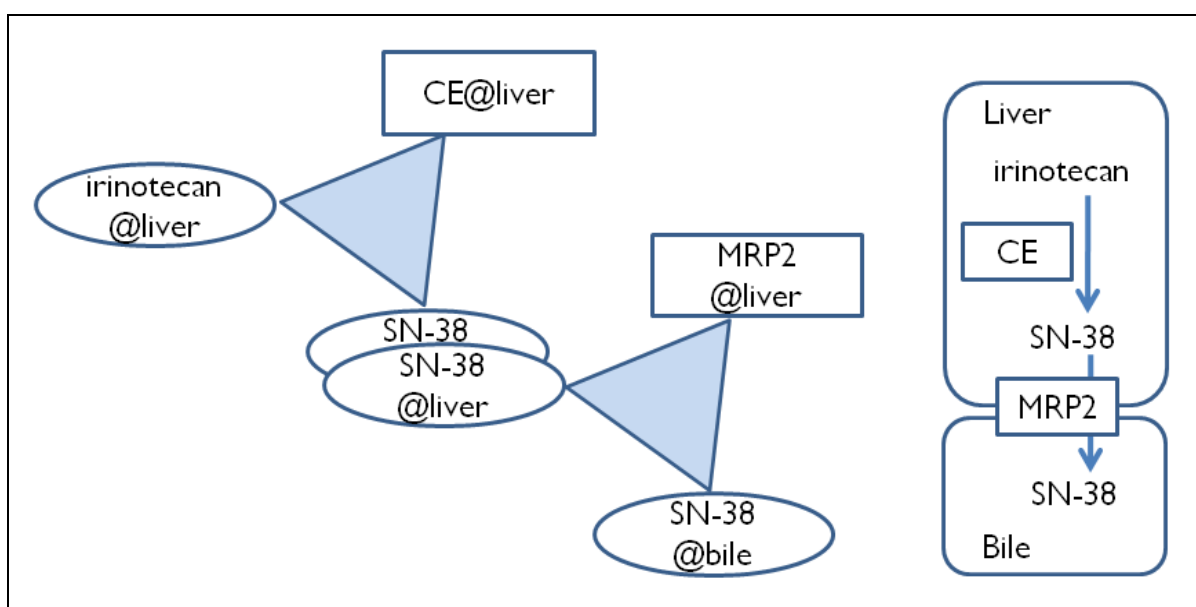 CE@liver
irinotecan
@liver
MRP2
@liver
SN-38
SN-38
@liver
SN-38
@bile
Liver
irinotecan
CE
SN-38
MRP2
SN-38
Bile